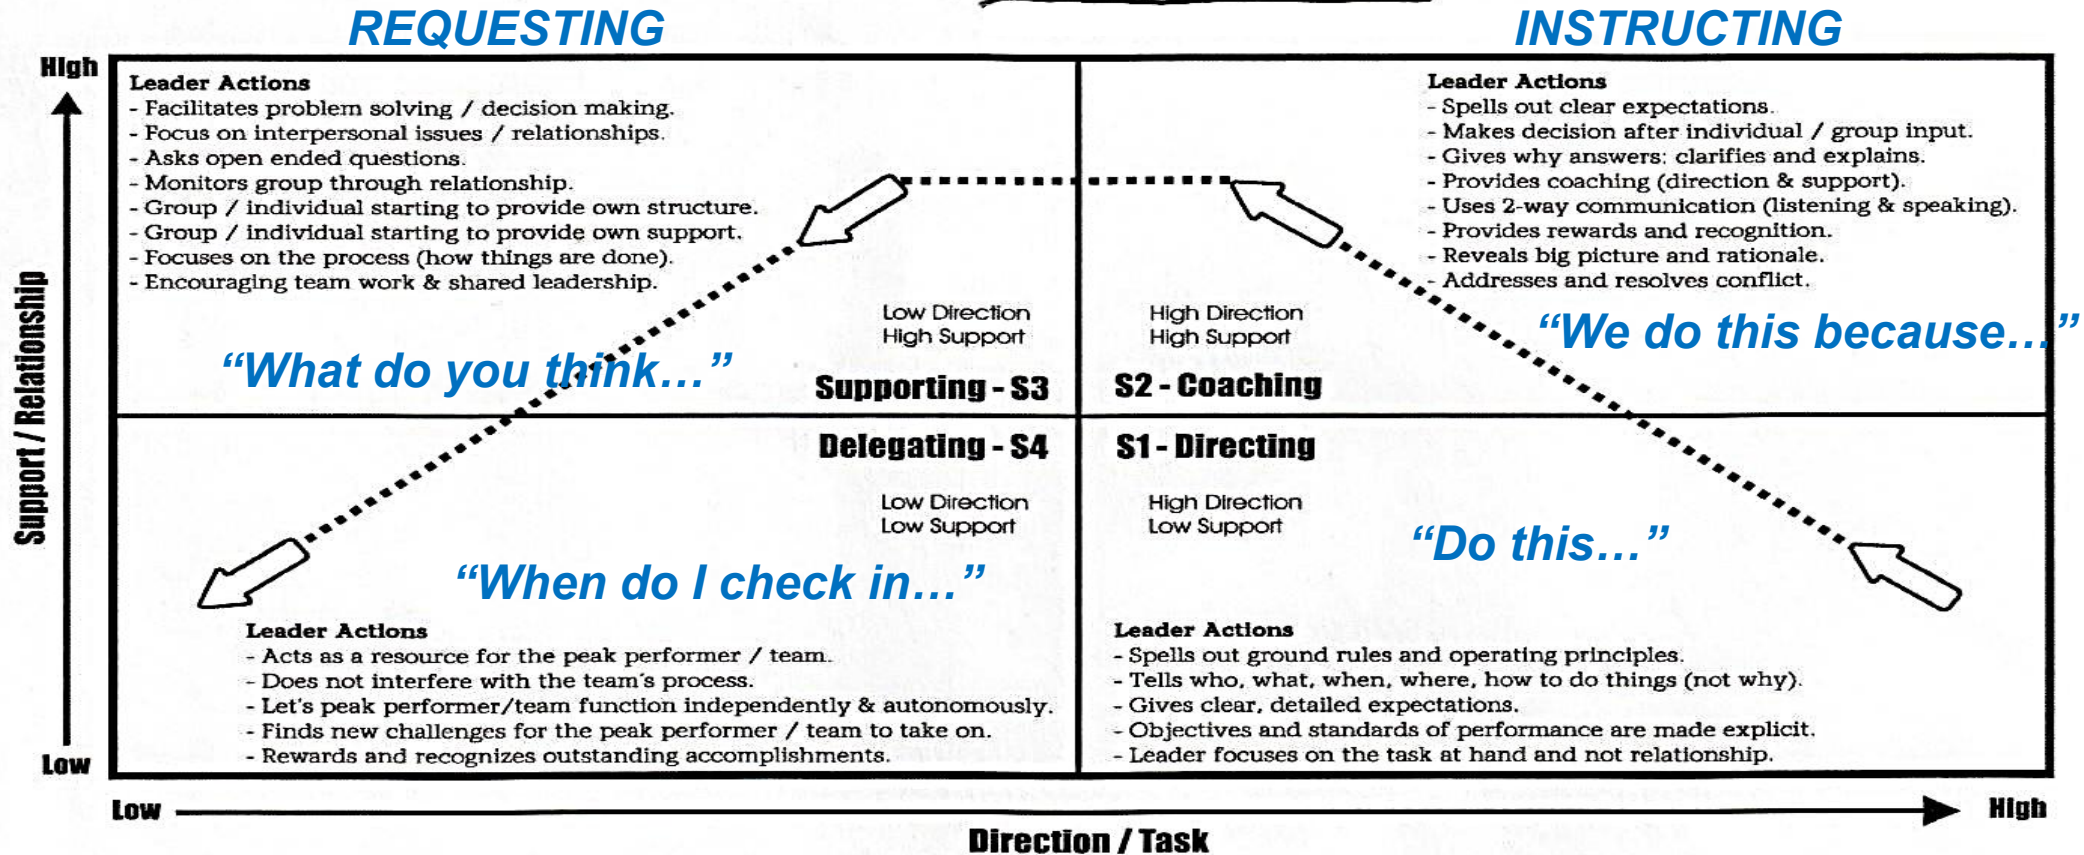 REQUESTING
INSTRUCTING
High
Leader Actions
- Facilitates problem solving / decision making.
- Focus on interpersonal issues / relationships.
- Asks open ended questions.
- Monitors group through relationship.
- Group / individual starting to provide own structure.
- Group / individual starting to provide own support.
- Focuses on the process (how things are done).
- Encouraging team work & shared leadership.
Low Direction
High Support
“What do you think…”
Supporting - S3
Leader Actions
- Spells out clear expectations.
- Makes decision after individual / group input.
- Gives why answers: clarifies and explains.
- Provides coaching (direction & support).
- Uses 2-way communication (listening & speaking).
- Provides rewards and recognition.
- Reveals big picture and rationale.
- Addresses and resolves conflict.
High Direction
High Support
“We do this because…”
S2 - Coaching
Support / Relationship
Delegating - S4
Low Direction
Low Support
“When do I check in…”
Leader Actions
- Acts as a resource for the peak performer / team.
- Does not interfere with the team's process.
- Let's peak performer/team function independently & autonomously.
- Finds new challenges for the peak performer / team to take on.
- Rewards and recognizes outstanding accomplishments.
S1 - Directing
High Direction
Low Support
“Do this…”
Leader Actions
- Spells out ground rules and operating principles.
- Tells who, what, when, where, how to do things (not why).
- Gives clear, detailed expectations.
- Objectives and standards of performance are made explicit.
- Leader focuses on the task at hand and not relationship.
Low
Low
High
Direction / Task